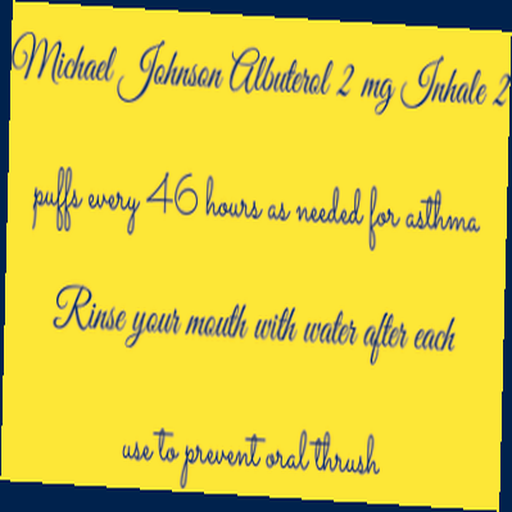 Michael Johnson Albuterol 2 mg Inhale 2
puffs every 46 hours as needed for asthma
Rinse your mouth with water after each
use to prevent oral thrush